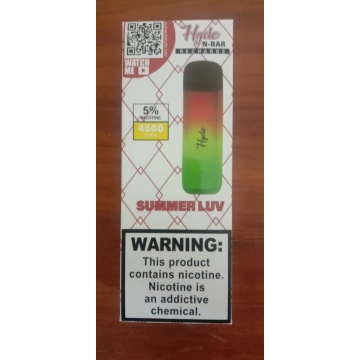 Hyde
N-BAR
RECHARGE
WATCH
ME
5%
NICOTINE
4500
Hyde
SUMMER LUV
WARNING:
This product
contains nicotine.
Nicotine is
an addictive
chemical.